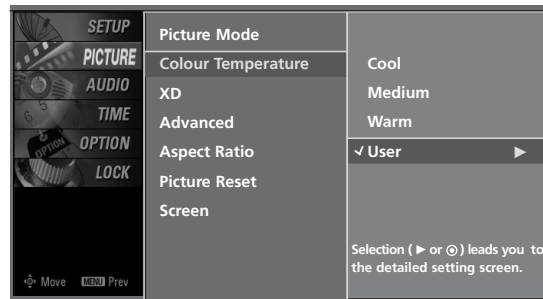 SETUP
PICTURE
AUDIO
TIME
OPTION
LOCK
Move MENU Prev
Picture Mode
Colour Temperature
XD
Advanced
Aspect Ratio
Picture Reset
Screen
Cool
Medium
Warm
✓ User ►
Selection ( ► or ◉ ) leads you to
the detailed setting screen.